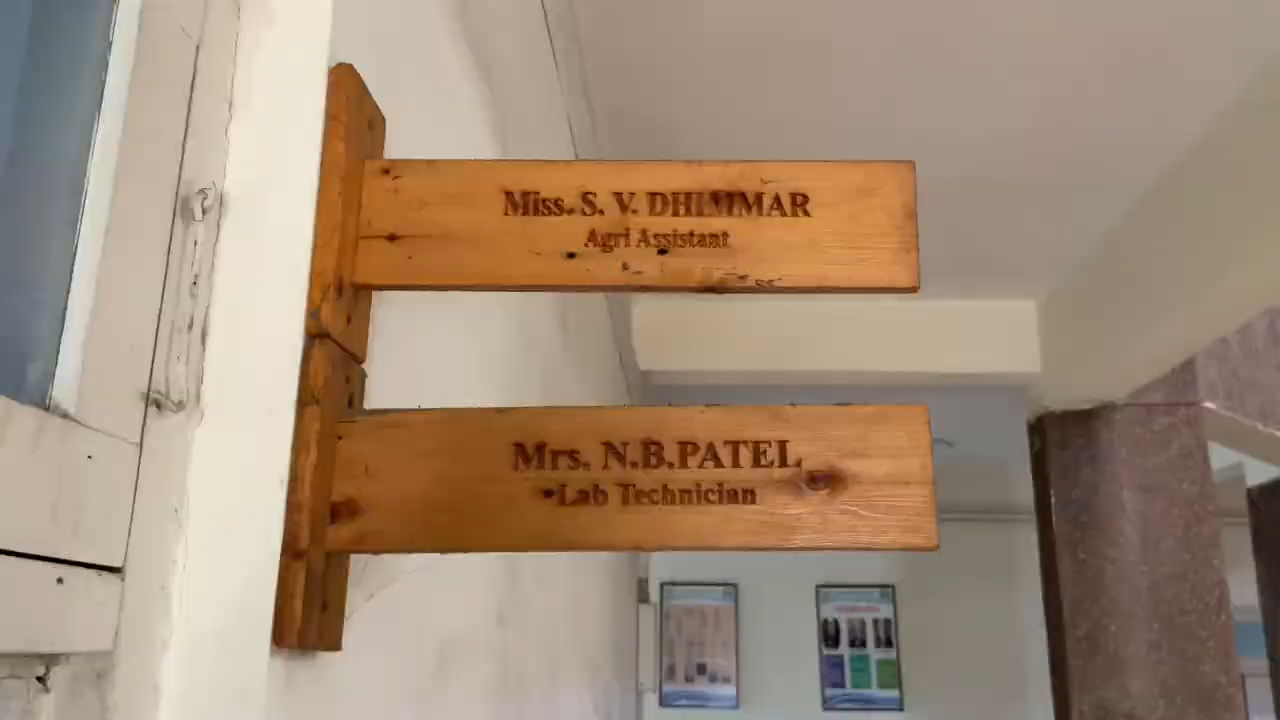 Miss. S. V. DHIMMAR
Agri Assistant
Mrs. N.B.PATEL
Lab Technician